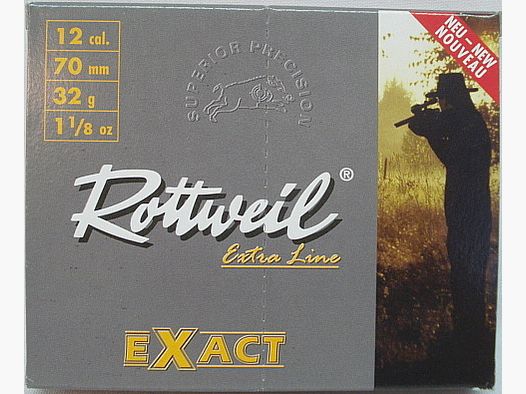 12 cal.
70 mm
32 g
1 1/8 oz
SUPERIOR PRECISION
NEU – NEW
NOUVEAU
Rottweil®
Extra Line
EXACT